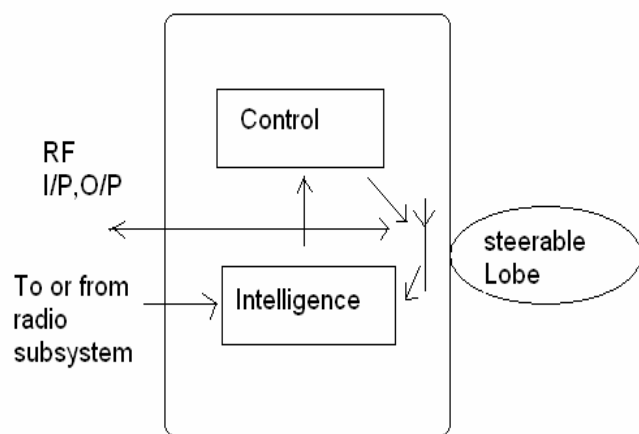 Control
RF
I/P,O/P
steerable
Lobe
To or from
radio
subsystem
Intelligence